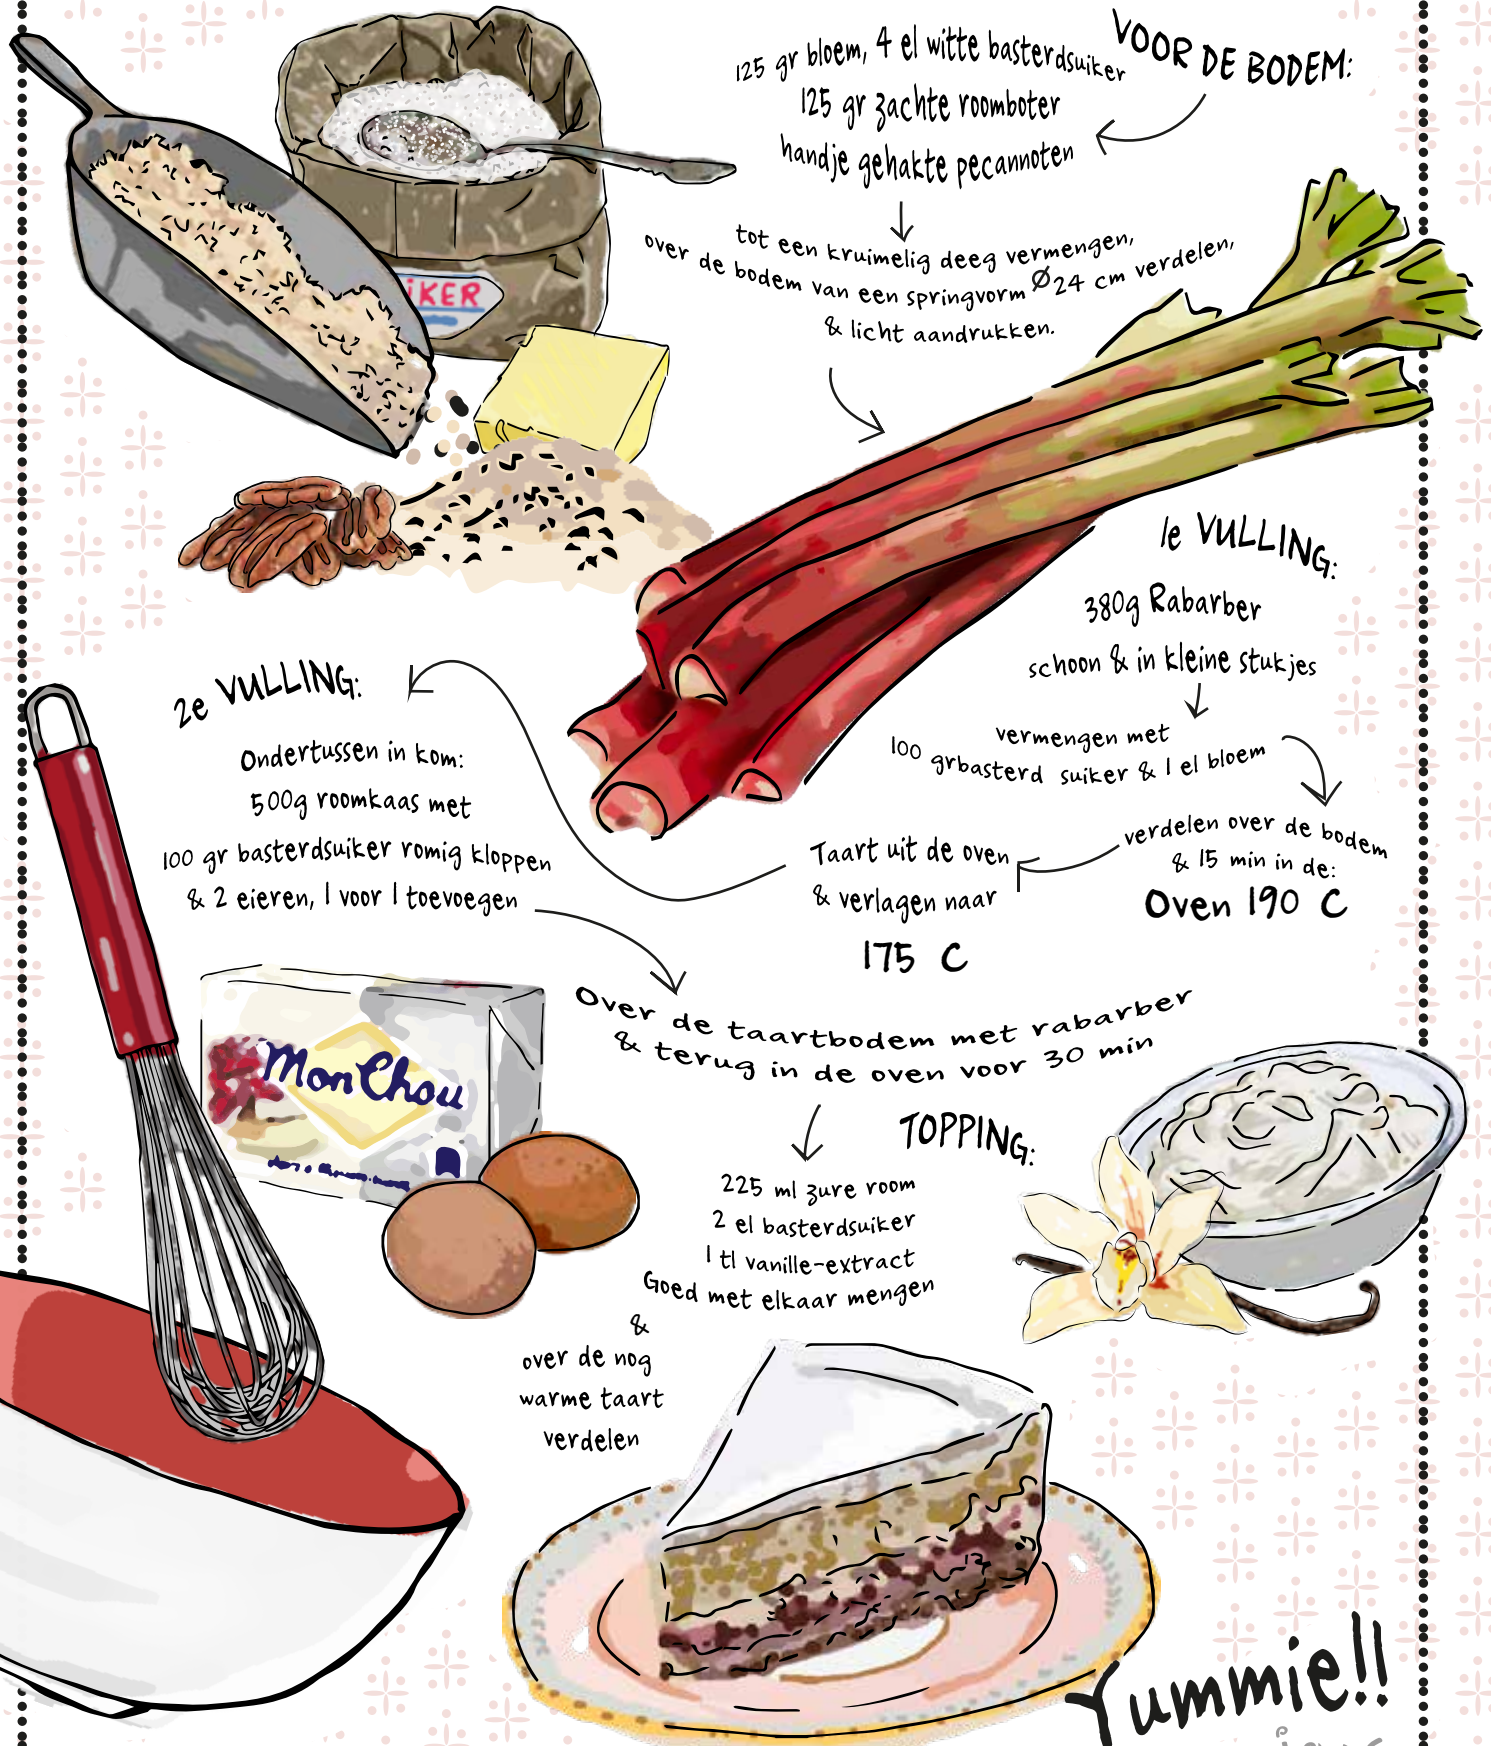 VOOR DE BODEM:
125 gr bloem, 4 el witte basterdsuiker
125 gr zachte roomboter
handje gehakte pecannoten
tot een kruimelig deeg vermengen,
over de bodem van een springvorm Ø 24 cm verdelen,
& licht aandrukken.
iKER
1e VULLING:
380g Rabarber
schoon & in kleine stukjes
vermengen met
100 grbasterd suiker & 1 el bloem
verdelen over de bodem
& 15 min in de:
Oven 190 C
Taart uit de oven
& verlagen naar
175 C
2e VULLING:
Ondertussen in kom:
500g roomkaas met
100 gr basterdsuiker romig kloppen
& 2 eieren, 1 voor 1 toevoegen
Mon Chou
Over de taartbodem met rabarber
& terug in de oven voor 30 min
TOPPING:
225 ml zure room
2 el basterdsuiker
1 tl vanille-extract
Goed met elkaar mengen
&
over de nog
warme taart
verdelen
Yummie!!